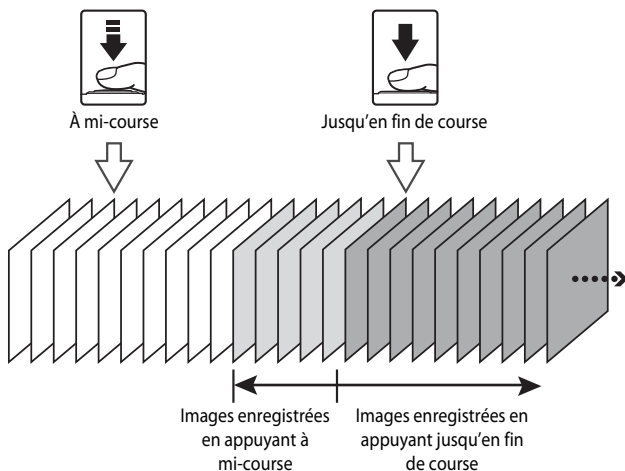 À mi-course
Jusqu'en fin de course
Images enregistrées
en appuyant à
mi-course
Images enregistrées en
appuyant jusqu'en fin
de course